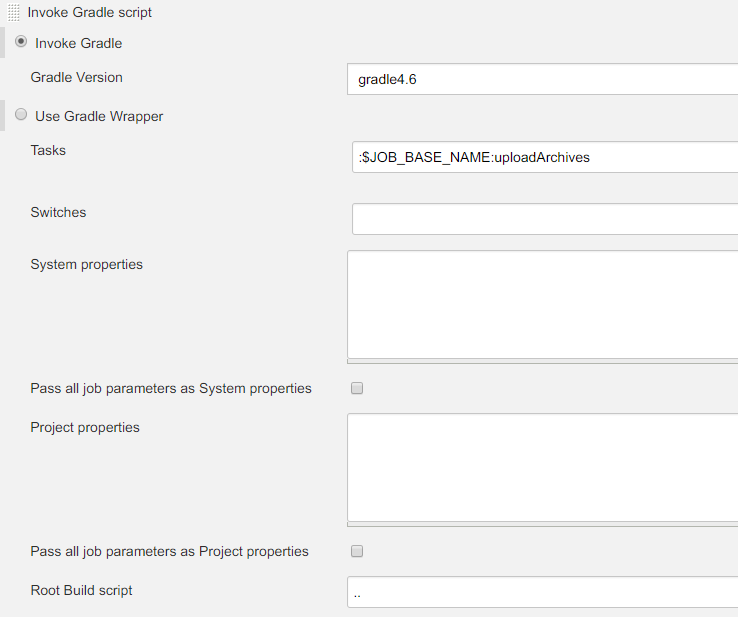 Invoke Gradle script
Invoke Gradle
Gradle Version
gradle4.6
Use Gradle Wrapper
Tasks
:$JOB_BASE_NAME:uploadArchives
Switches
System properties
Pass all job parameters as System properties
Project properties
Pass all job parameters as Project properties
Root Build script
..